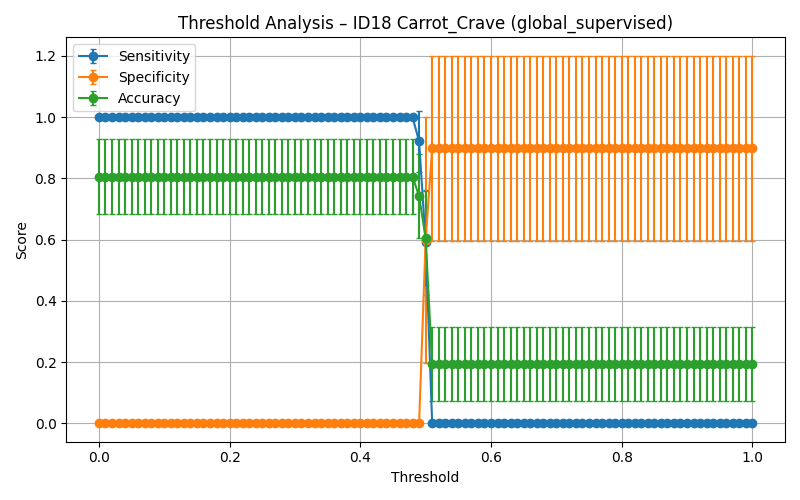 Threshold Analysis – ID18 Carrot_Crave (global_supervised)
Sensitivity
Specificity
Accuracy
Score
1.2
1.0
0.8
0.6
0.4
0.2
0.0
0.0 0.2 0.4 0.6 0.8 1.0
Threshold